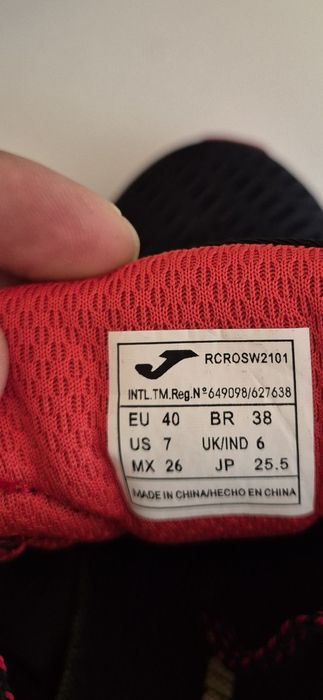 RCROSW2101
INTL.TM.Reg.Nº649098/627638
EU 40 BR 38
US 7 UK/IND 6
MX 26 JP 25.5
MADE IN CHINA/HECHO EN CHINA